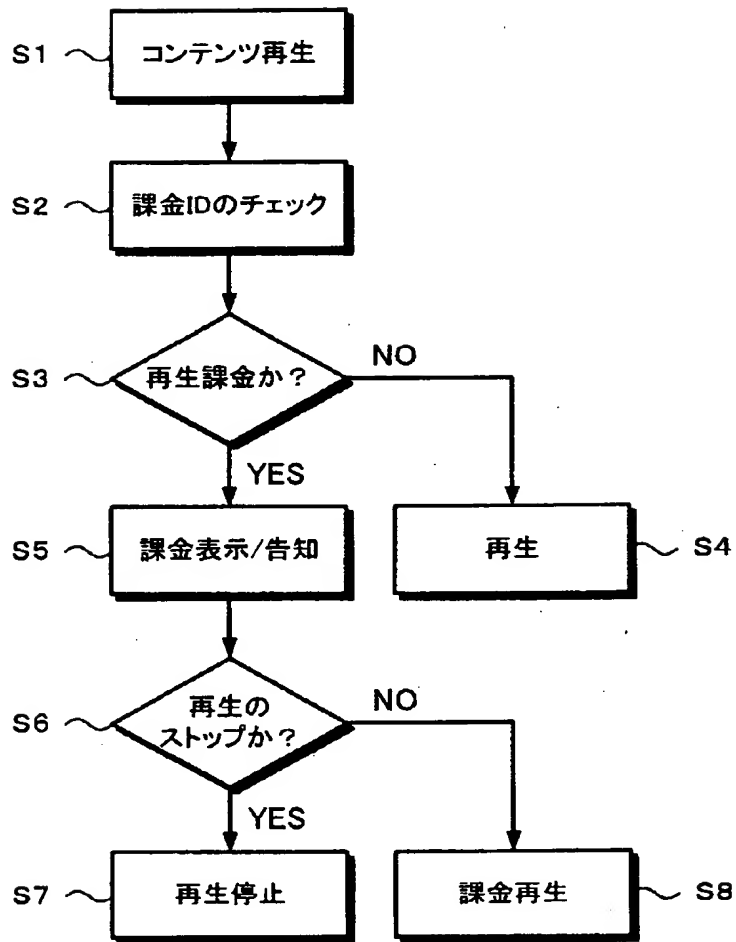 S1 コンテンツ再生
S2 課金IDのチェック
S3 再生課金か？ NO
YES
S5 課金表示/告知 再生 S4
再生の
ストップか？
S6 NO
YES
S7 再生停止 課金再生 S8